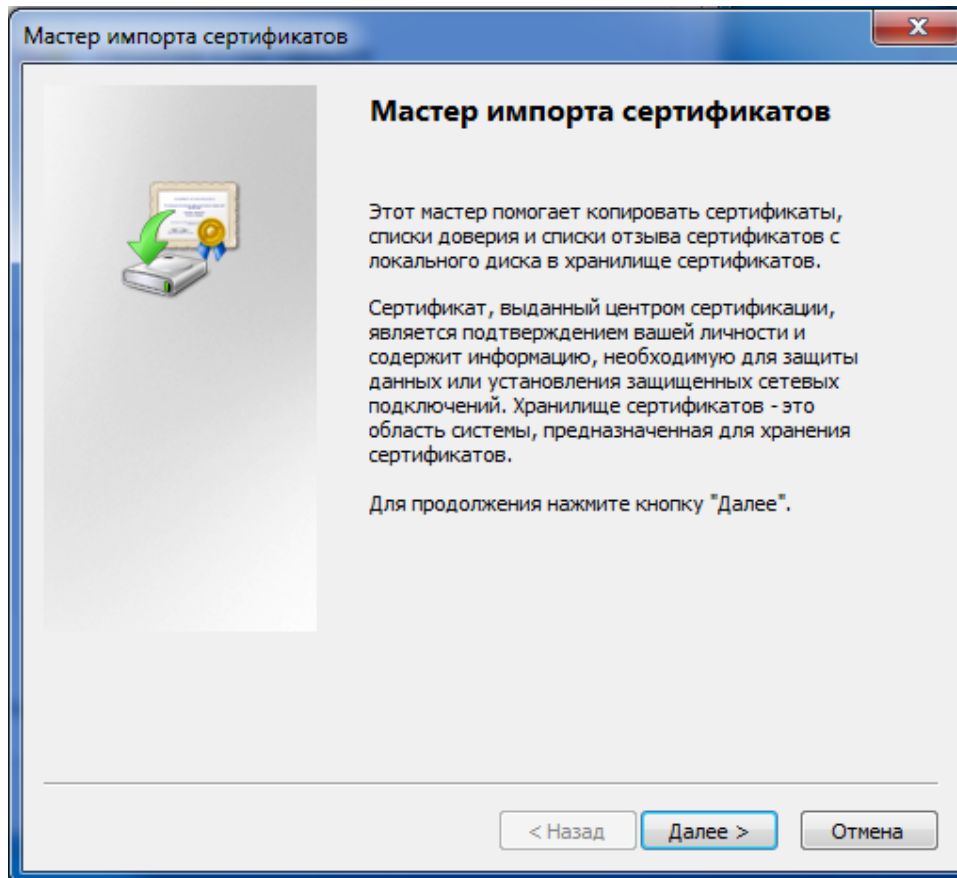 Мастер импорта сертификатов
Мастер импорта сертификатов
Этот мастер помогает копировать сертификаты,
списки доверия и списки отзыва сертификатов с
локального диска в хранилище сертификатов.
Сертификат, выданный центром сертификации,
является подтверждением вашей личности и
содержит информацию, необходимую для защиты
данных или установления защищенных сетевых
подключений. Хранилище сертификатов - это
область системы, предназначенная для хранения
сертификатов.
Для продолжения нажмите кнопку "Далее".
< Назад Далее > Отмена